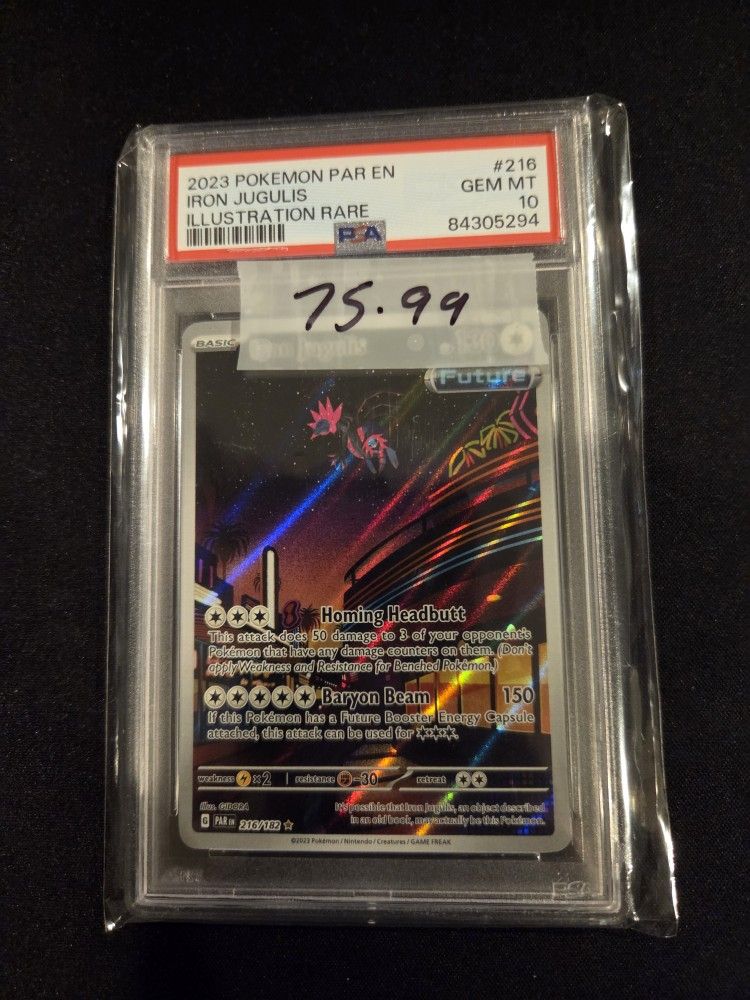 2023 POKEMON PAR EN #216
IRON JUGULIS GEM MT
ILLUSTRATION RARE 10
84305294
PSA
75.99
BASIC
Future
Homing Headbutt
This attack does 50 damage to 3 of your opponent's
Pokémon that have any damage counters on them. (Don't
apply Weakness and Resistance for Benched Pokémon.)
Baryon Beam 150
If this Pokémon has a Future Booster Energy Capsule
attached, this attack can be used for
weakness ×2 resistance -30 retreat
Illus. GIDORA
It's possible that Iron Jugulis, an object described
in an old book, may actually be this Pokémon.
G PAR EN 216/182
©2023 Pokémon / Nintendo / Creatures / GAME FREAK